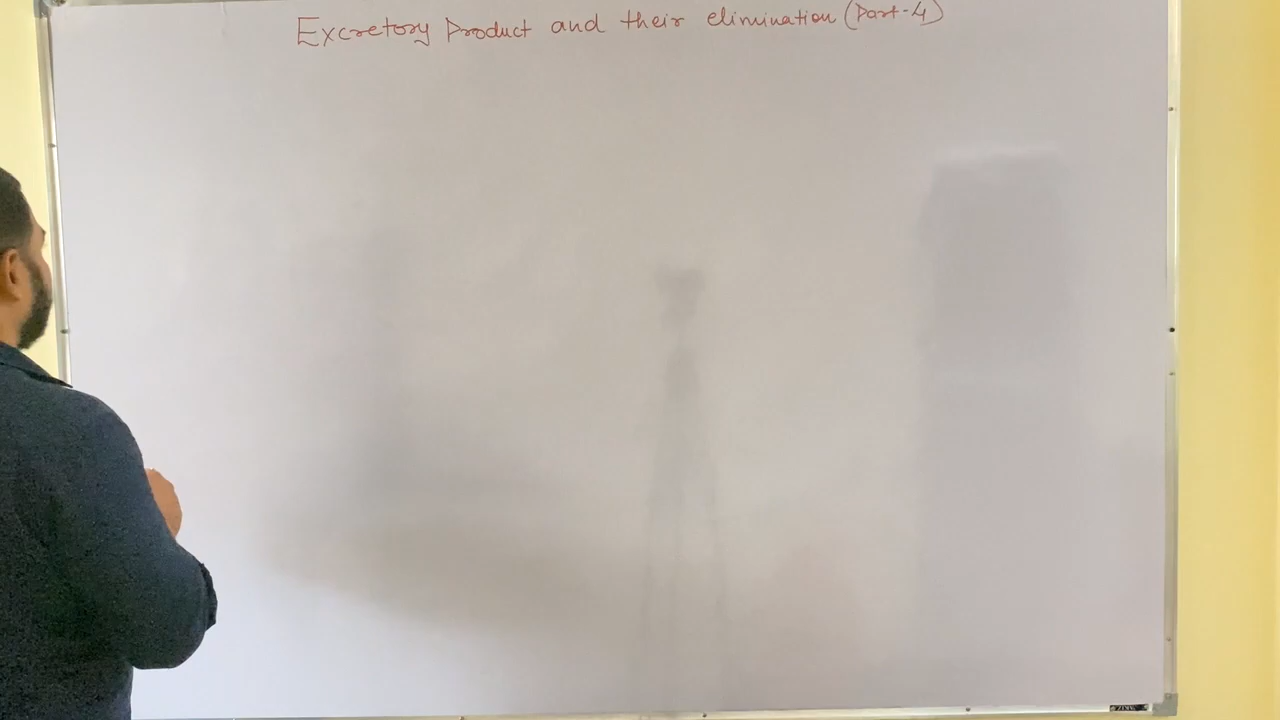 Excretory Product and their elimination (Part-4)